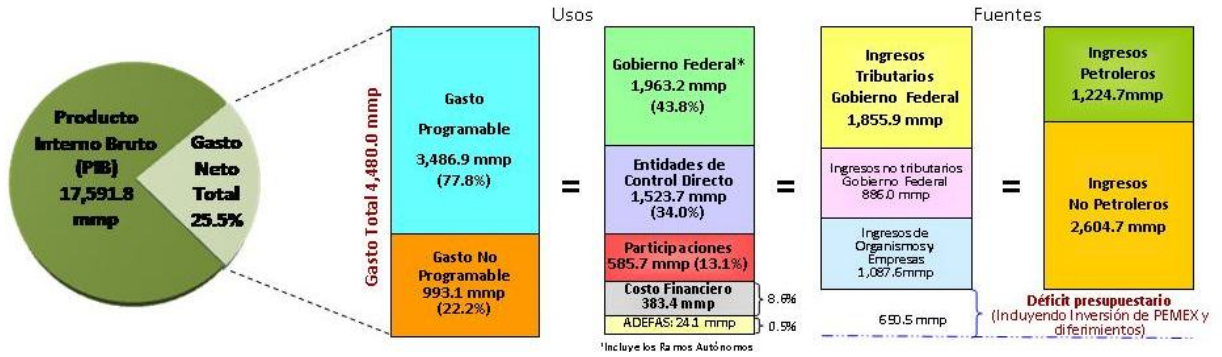 Usos
Fuentes
Producto
Interno Bruto
(PIB)
17,591.8
mmp
Gasto
Neto
Total
25.5%
Gasto Total 4,480.0 mmp
Gasto
Programable
3,486.9 mmp
(77.8%)
Gasto No
Programable
993.1 mmp
(22.2%)
=
Gobierno Federal*
1,963.2 mmp
(43.8%)
Entidades de
Control Directo
1,523.7 mmp
(34.0%)
Participaciones
585.7 mmp (13.1%)
Costo Financiero
383.4 mmp
8.6%
ADEFAS: 24.1 mmp
0.5%
*Incluye los Ramos Autónomos
=
Ingresos
Tributarios
Gobierno Federal
1,855.9 mmp
Ingresos no tributarios
Gobierno Federal
886.0 mmp
Ingresos de
Organismos y
Empresas
1,087.6mmp
650.5 mmp
=
Ingresos
Petroleros
1,224.7mmp
Ingresos
No Petroleros
2,604.7 mmp
Déficit presupuestario
(Incluyendo Inversión de PEMEX y
diferimientos)